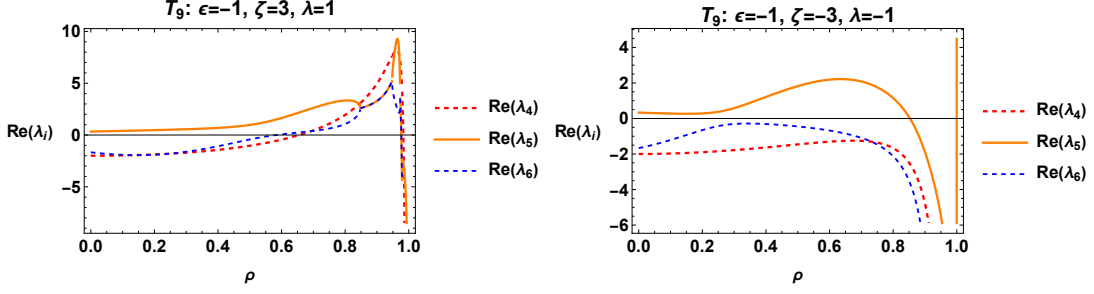 T₉: ϵ=-1, ζ=3, λ=1
10
5
0
-5
Re(λᵢ)
0.0 0.2 0.4 0.6 0.8 1.0
ρ
Re(λ₄)
Re(λ₅)
Re(λ₆)
T₉: ϵ=-1, ζ=-3, λ=-1
4
2
0
-2
-4
-6
Re(λᵢ)
0.0 0.2 0.4 0.6 0.8 1.0
ρ
Re(λ₄)
Re(λ₅)
Re(λ₆)